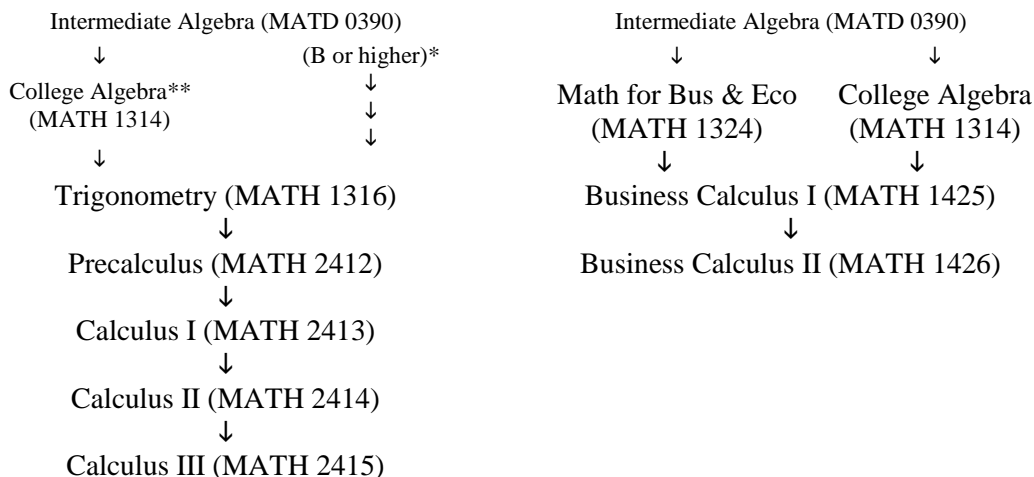 Intermediate Algebra (MATD 0390)
↓ (B or higher)*
College Algebra** ↓
(MATH 1314) ↓
↓ ↓
Trigonometry (MATH 1316)
↓
Precalculus (MATH 2412)
↓
Calculus I (MATH 2413)
↓
Calculus II (MATH 2414)
↓
Calculus III (MATH 2415)
Intermediate Algebra (MATD 0390)
↓ ↓
Math for Bus & Eco College Algebra
(MATH 1324) (MATH 1314)
↓ ↓
Business Calculus I (MATH 1425)
↓
Business Calculus II (MATH 1426)